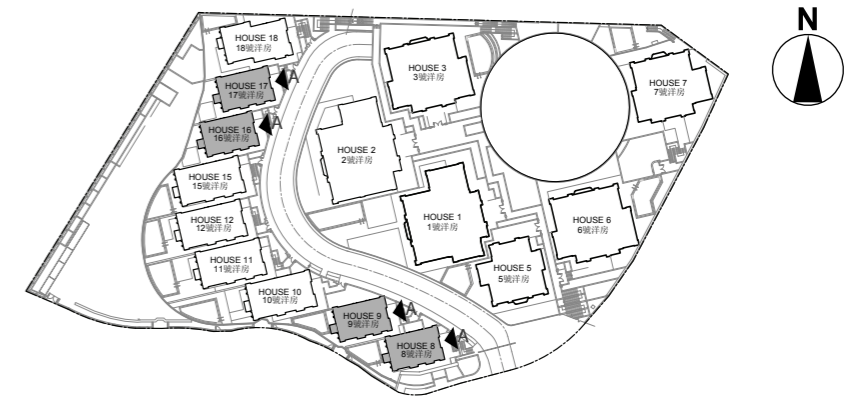 N
HOUSE 18
18號洋房
HOUSE 17
17號洋房
A
HOUSE 16
16號洋房
A
HOUSE 15
15號洋房
HOUSE 12
12號洋房
HOUSE 11
11號洋房
HOUSE 10
10號洋房
HOUSE 9
9號洋房
A
HOUSE 8
8號洋房
A
HOUSE 3
3號洋房
HOUSE 2
2號洋房
HOUSE 1
1號洋房
HOUSE 5
5號洋房
HOUSE 6
6號洋房
HOUSE 7
7號洋房